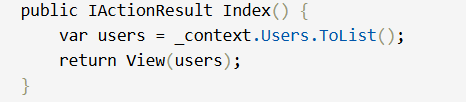 public IActionResult Index() {
    var users = _context.Users.ToList();
    return View(users);
}